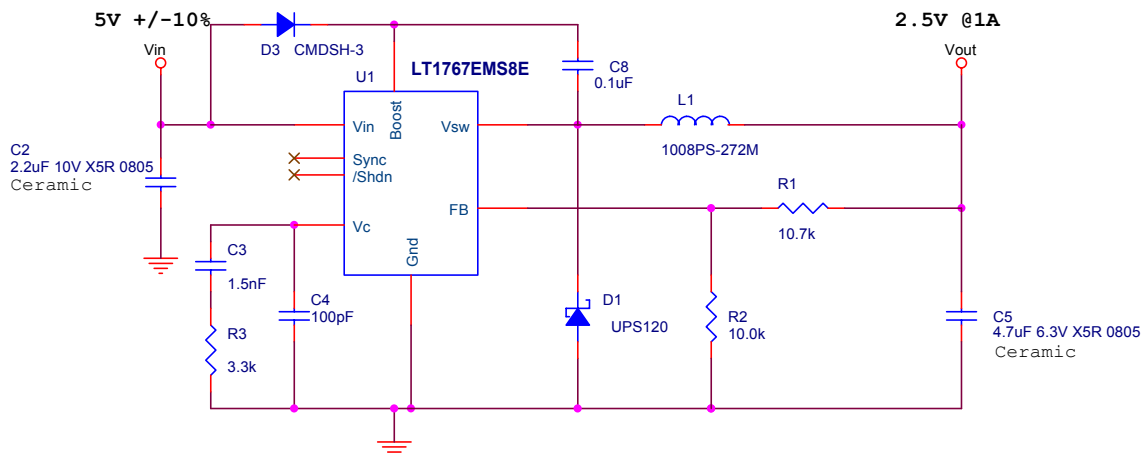 5V +/-10%
2.5V @1A
Vin
Vout
D3 CMDSH-3
LT1767EMS8E
U1
C8
0.1uF
L1
1008PS-272M
Boost
Vin
Vsw
Sync
/Shdn
FB
Vc
Gnd
C2
2.2uF 10V X5R 0805
Ceramic
R1
10.7k
C3
1.5nF
C4
100pF
R3
3.3k
D1
UPS120
R2
10.0k
C5
4.7uF 6.3V X5R 0805
Ceramic